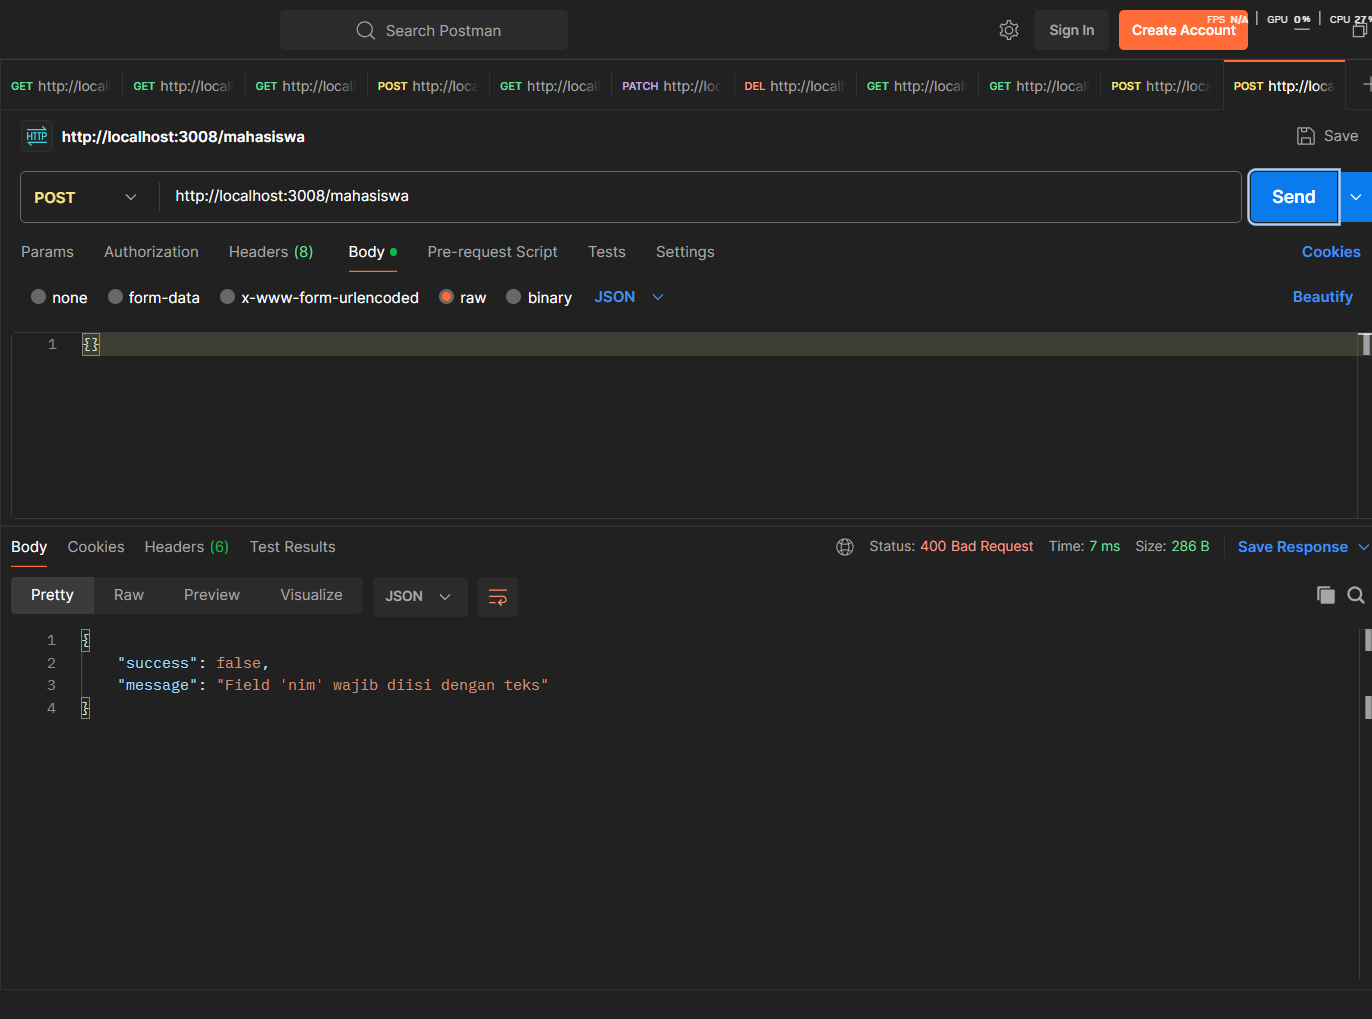 Search Postman
Sign In
Create Account
FPS N/A
GPU 0%
CPU 27%
GET http://local
GET http://local
GET http://local
POST http://loca
GET http://local
PATCH http://loc
DEL http://local
GET http://local
GET http://local
POST http://loca
POST http://loca
HTTP http://localhost:3008/mahasiswa
Save
POST http://localhost:3008/mahasiswa
Send
Params Authorization Headers (8) Body Pre-request Script Tests Settings Cookies
none form-data x-www-form-urlencoded raw binary JSON Beautify
1 {}
Body Cookies Headers (6) Test Results Status: 400 Bad Request Time: 7 ms Size: 286 B Save Response
Pretty Raw Preview Visualize JSON
1 {
2 "success": false,
3 "message": "Field 'nim' wajib diisi dengan teks"
4 }